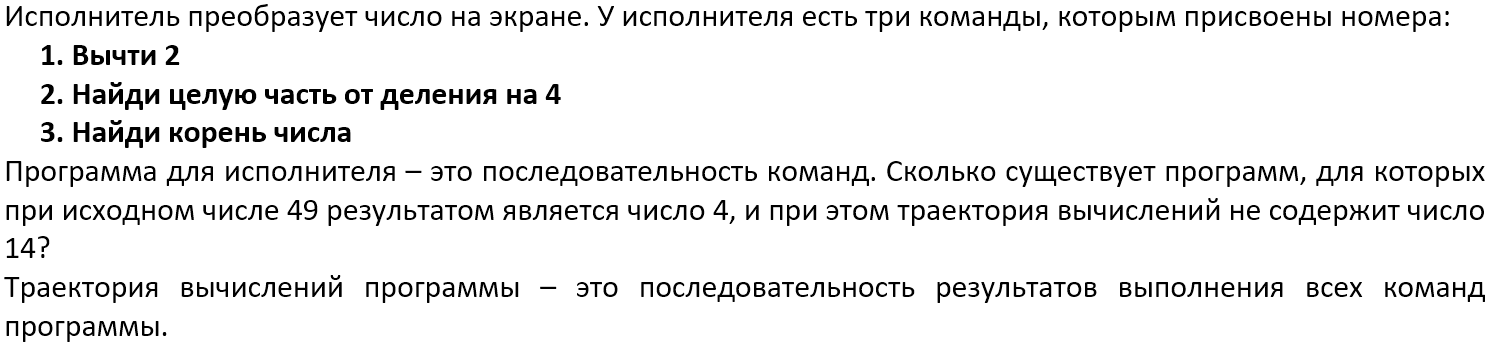 Исполнитель преобразует число на экране. У исполнителя есть три команды, которым присвоены номера:
1. Вычти 2
2. Найди целую часть от деления на 4
3. Найди корень числа
Программа для исполнителя – это последовательность команд. Сколько существует программ, для которых
при исходном числе 49 результатом является число 4, и при этом траектория вычислений не содержит число
14?
Траектория вычислений программы – это последовательность результатов выполнения всех команд
программы.